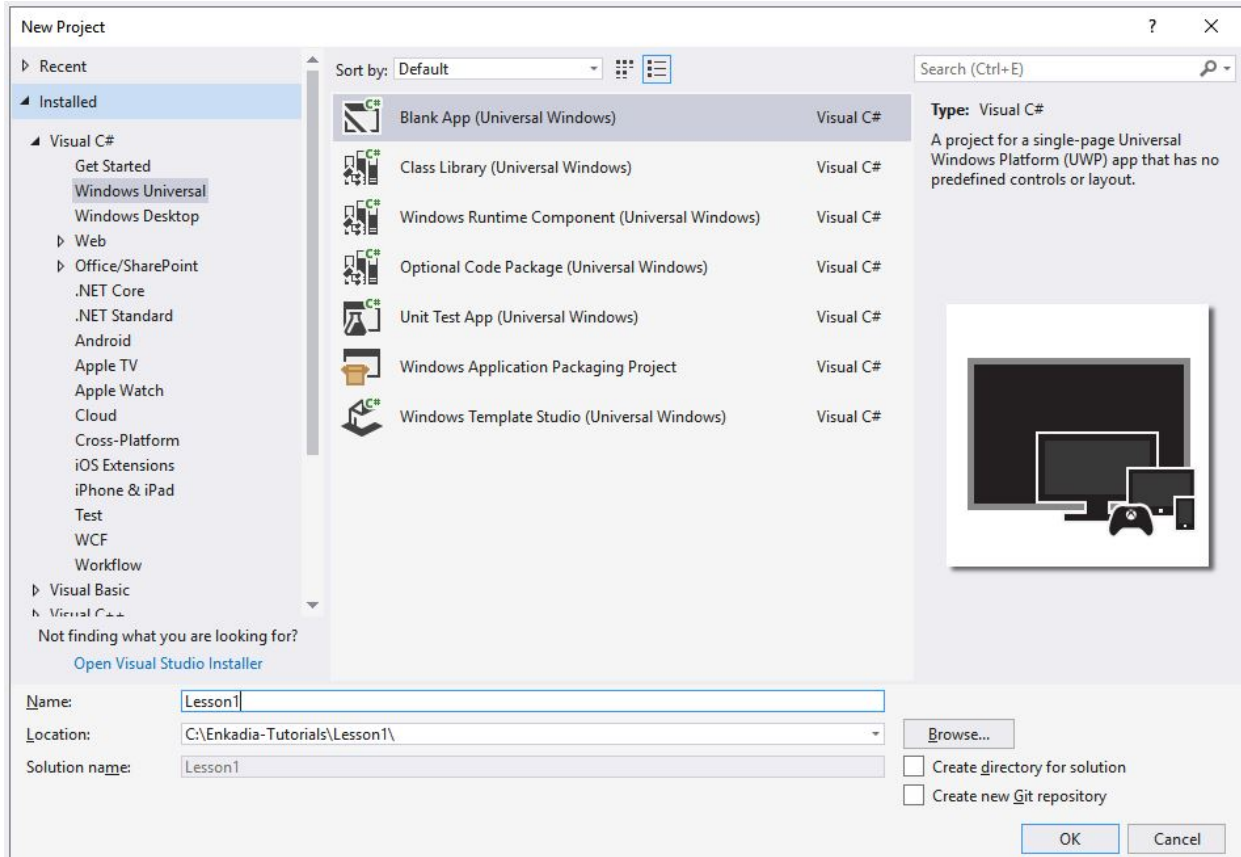 New Project
?
Recent
Installed
Visual C#
Get Started
Windows Universal
Windows Desktop
Web
Office/SharePoint
.NET Core
.NET Standard
Android
Apple TV
Apple Watch
Cloud
Cross-Platform
iOS Extensions
iPhone & iPad
Test
WCF
Workflow
Visual Basic
Visual C++
Not finding what you are looking for?
Open Visual Studio Installer
Sort by: Default
C# Blank App (Universal Windows) Visual C#
C# Class Library (Universal Windows) Visual C#
C# Windows Runtime Component (Universal Windows) Visual C#
C# Optional Code Package (Universal Windows) Visual C#
C# Unit Test App (Universal Windows) Visual C#
Windows Application Packaging Project Visual C#
C# Windows Template Studio (Universal Windows) Visual C#
Search (Ctrl+E)
Type: Visual C#
A project for a single-page Universal
Windows Platform (UWP) app that has no
predefined controls or layout.
Name: Lesson1
Location: C:\Enkadia-Tutorials\Lesson1\
Browse...
Solution name: Lesson1
Create directory for solution
Create new Git repository
OK Cancel